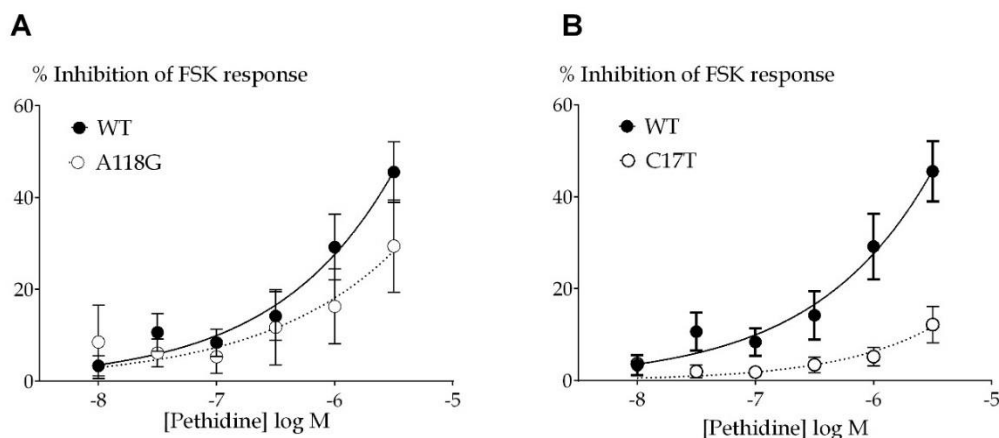 A
% Inhibition of FSK response
60
40
20
0
WT
A118G
-8
-7
-6
-5
[Pethidine] log M
B
% Inhibition of FSK response
60
40
20
0
WT
C17T
-8
-7
-6
-5
[Pethidine] log M